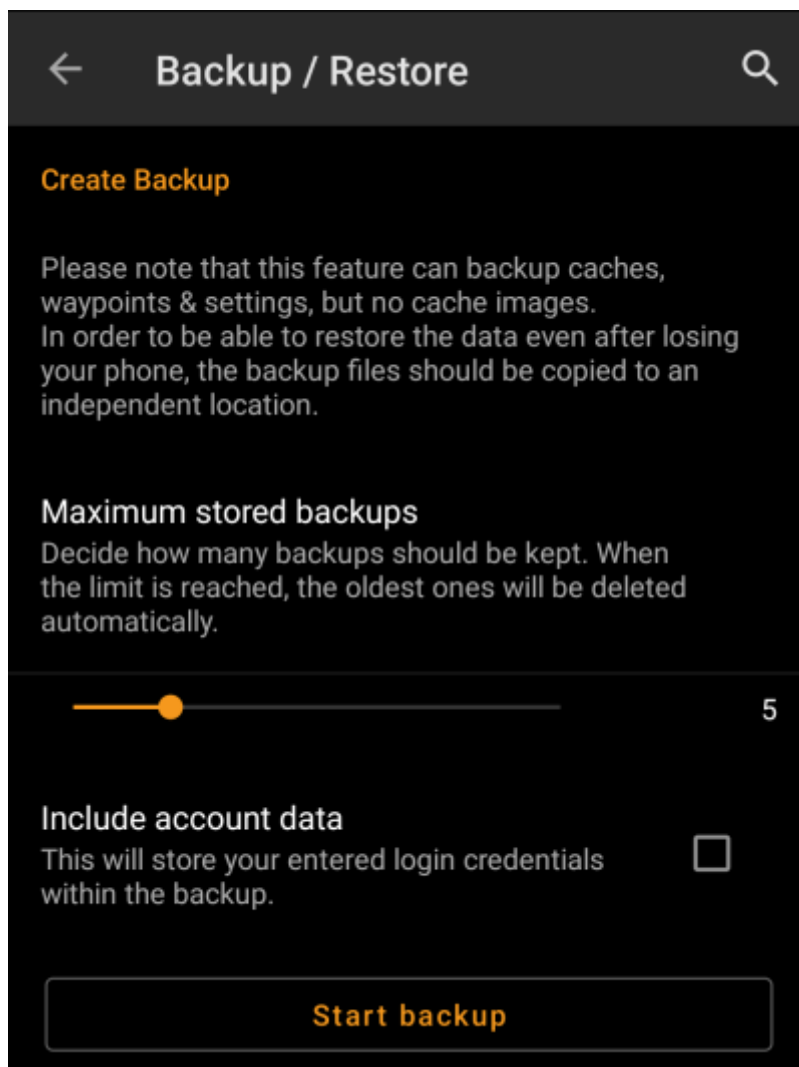 Backup / Restore
Create Backup
Please note that this feature can backup caches,
waypoints & settings, but no cache images.
In order to be able to restore the data even after losing
your phone, the backup files should be copied to an
independent location.
Maximum stored backups
Decide how many backups should be kept. When
the limit is reached, the oldest ones will be deleted
automatically.
5
Include account data
This will store your entered login credentials
within the backup.
Start backup